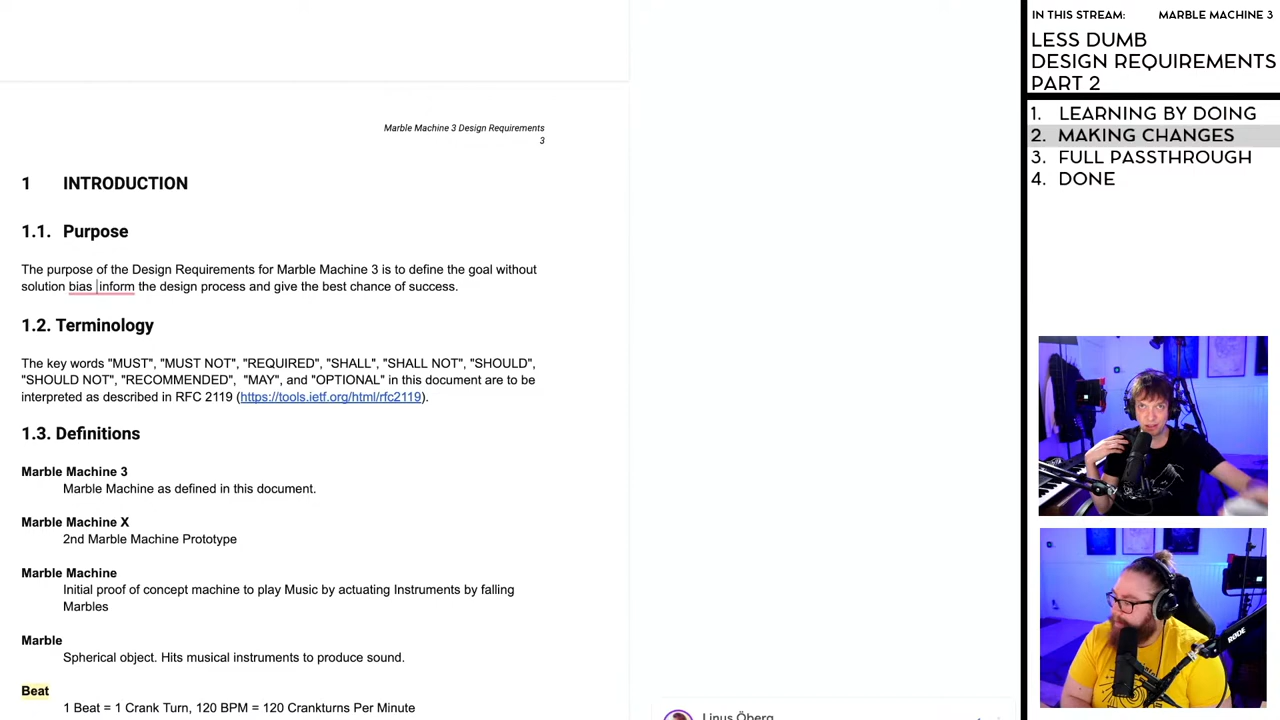 Marble Machine 3 Design Requirements
3
1 INTRODUCTION
1.1. Purpose
The purpose of the Design Requirements for Marble Machine 3 is to define the goal without
solution bias inform the design process and give the best chance of success.
1.2. Terminology
The key words "MUST", "MUST NOT", "REQUIRED", "SHALL", "SHALL NOT", "SHOULD",
"SHOULD NOT", "RECOMMENDED", "MAY", and "OPTIONAL" in this document are to be
interpreted as described in RFC 2119 (https://tools.ietf.org/html/rfc2119).
1.3. Definitions
Marble Machine 3
Marble Machine as defined in this document.
Marble Machine X
2nd Marble Machine Prototype
Marble Machine
Initial proof of concept machine to play Music by actuating Instruments by falling
Marbles
Marble
Spherical object. Hits musical instruments to produce sound.
Beat
1 Beat = 1 Crank Turn, 120 BPM = 120 Crankturns Per Minute
Linus Öberg
IN THIS STREAM: MARBLE MACHINE 3
LESS DUMB
DESIGN REQUIREMENTS
PART 2
1. LEARNING BY DOING
2. MAKING CHANGES
3. FULL PASSTHROUGH
4. DONE
RØDE